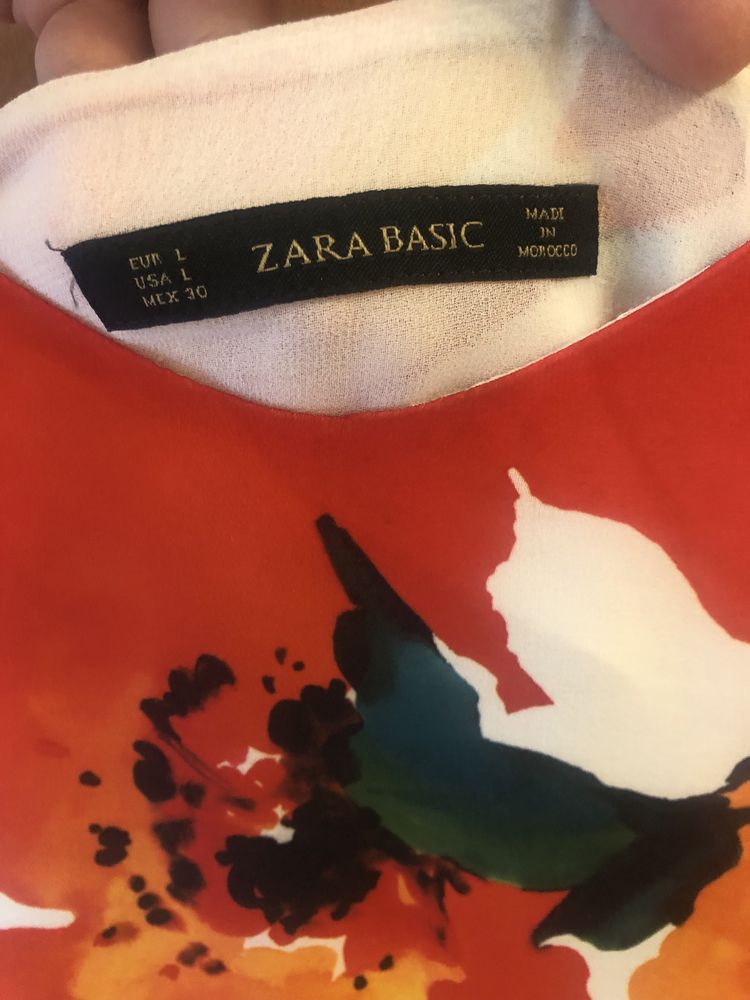 EUR L
USA L
MEX 30
ZARA BASIC
MADE
IN
MOROCCO